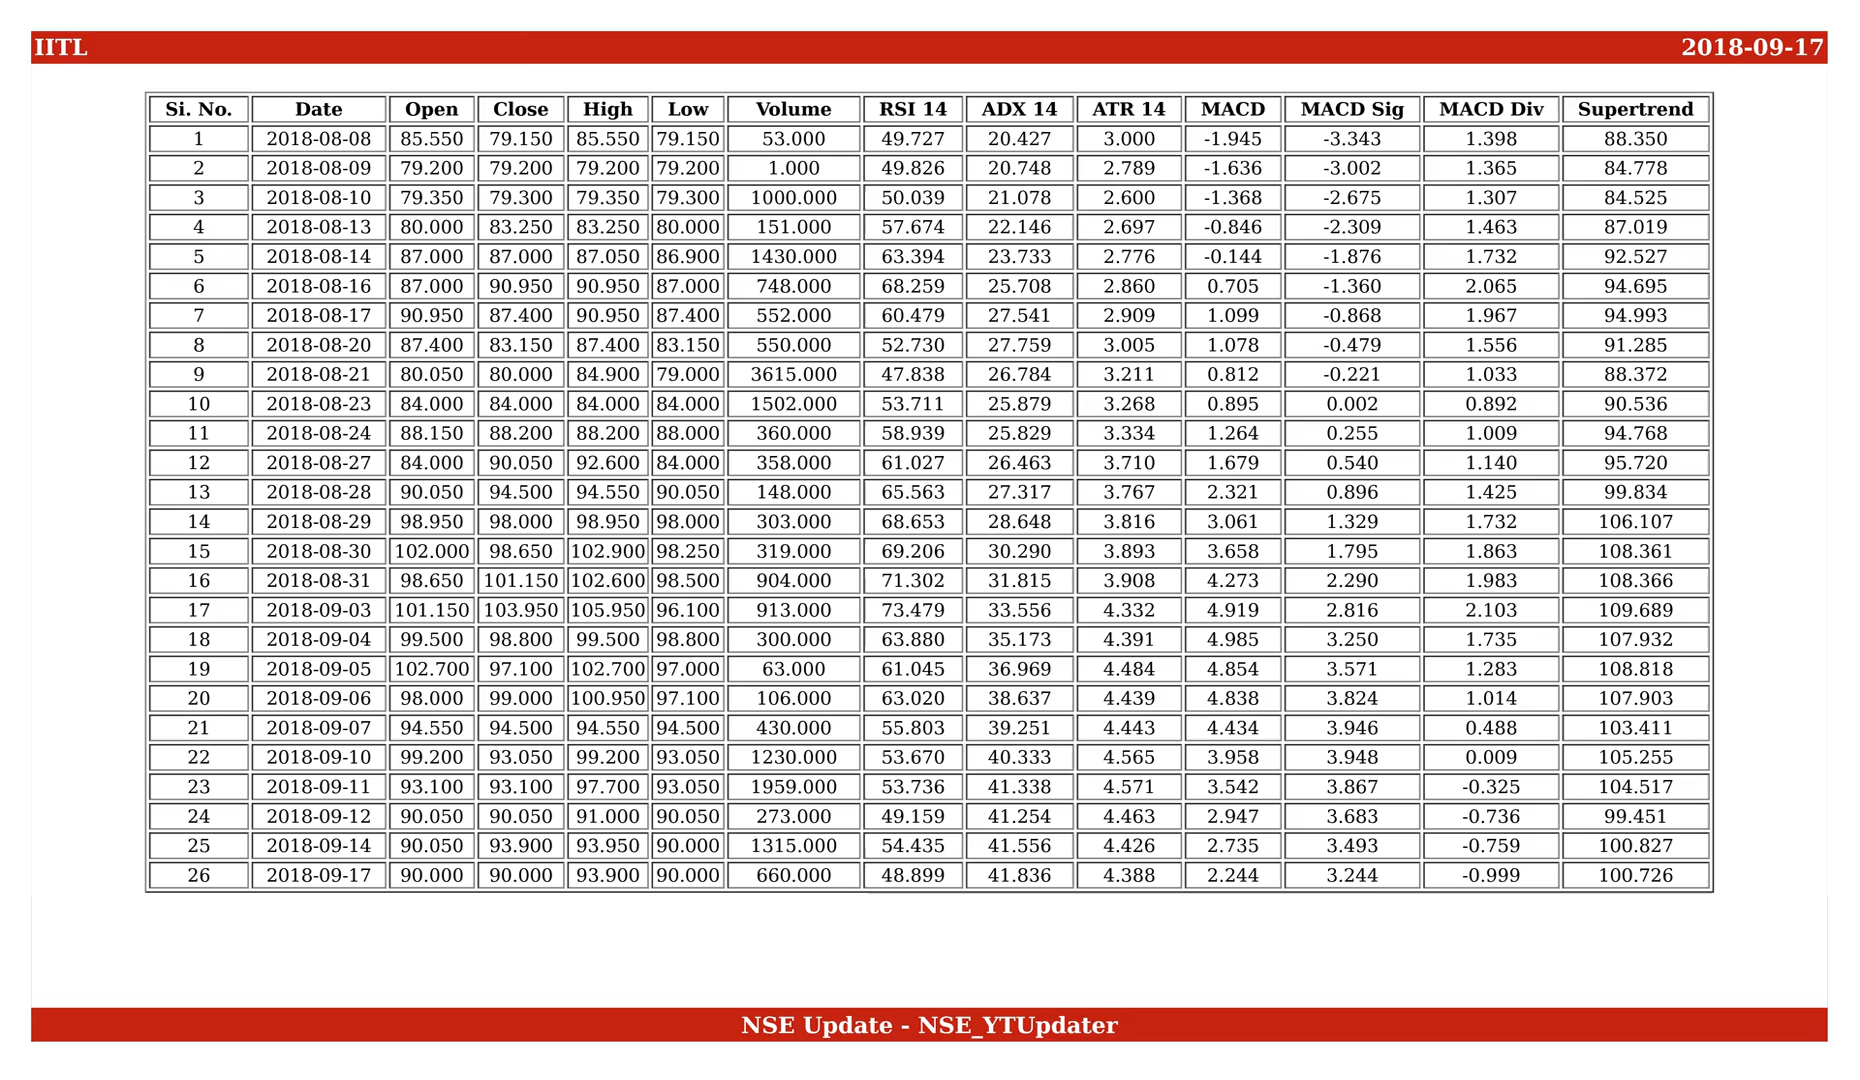 IITL 2018-09-17
Si. No. Date Open Close High Low Volume RSI 14 ADX 14 ATR 14 MACD MACD Sig MACD Div Supertrend
1 2018-08-08 85.550 79.150 85.550 79.150 53.000 49.727 20.427 3.000 -1.945 -3.343 1.398 88.350
2 2018-08-09 79.200 79.200 79.200 79.200 1.000 49.826 20.748 2.789 -1.636 -3.002 1.365 84.778
3 2018-08-10 79.350 79.300 79.350 79.300 1000.000 50.039 21.078 2.600 -1.368 -2.675 1.307 84.525
4 2018-08-13 80.000 83.250 83.250 80.000 151.000 57.674 22.146 2.697 -0.846 -2.309 1.463 87.019
5 2018-08-14 87.000 87.000 87.050 86.900 1430.000 63.394 23.733 2.776 -0.144 -1.876 1.732 92.527
6 2018-08-16 87.000 90.950 90.950 87.000 748.000 68.259 25.708 2.860 0.705 -1.360 2.065 94.695
7 2018-08-17 90.950 87.400 90.950 87.400 552.000 60.479 27.541 2.909 1.099 -0.868 1.967 94.993
8 2018-08-20 87.400 83.150 87.400 83.150 550.000 52.730 27.759 3.005 1.078 -0.479 1.556 91.285
9 2018-08-21 80.050 80.000 84.900 79.000 3615.000 47.838 26.784 3.211 0.812 -0.221 1.033 88.372
10 2018-08-23 84.000 84.000 84.000 84.000 1502.000 53.711 25.879 3.268 0.895 0.002 0.892 90.536
11 2018-08-24 88.150 88.200 88.200 88.000 360.000 58.939 25.829 3.334 1.264 0.255 1.009 94.768
12 2018-08-27 84.000 90.050 92.600 84.000 358.000 61.027 26.463 3.710 1.679 0.540 1.140 95.720
13 2018-08-28 90.050 94.500 94.550 90.050 148.000 65.563 27.317 3.767 2.321 0.896 1.425 99.834
14 2018-08-29 98.950 98.000 98.950 98.000 303.000 68.653 28.648 3.816 3.061 1.329 1.732 106.107
15 2018-08-30 102.000 98.650 102.900 98.250 319.000 69.206 30.290 3.893 3.658 1.795 1.863 108.361
16 2018-08-31 98.650 101.150 102.600 98.500 904.000 71.302 31.815 3.908 4.273 2.290 1.983 108.366
17 2018-09-03 101.150 103.950 105.950 96.100 913.000 73.479 33.556 4.332 4.919 2.816 2.103 109.689
18 2018-09-04 99.500 98.800 99.500 98.800 300.000 63.880 35.173 4.391 4.985 3.250 1.735 107.932
19 2018-09-05 102.700 97.100 102.700 97.000 63.000 61.045 36.969 4.484 4.854 3.571 1.283 108.818
20 2018-09-06 98.000 99.000 100.950 97.100 106.000 63.020 38.637 4.439 4.838 3.824 1.014 107.903
21 2018-09-07 94.550 94.500 94.550 94.500 430.000 55.803 39.251 4.443 4.434 3.946 0.488 103.411
22 2018-09-10 99.200 93.050 99.200 93.050 1230.000 53.670 40.333 4.565 3.958 3.948 0.009 105.255
23 2018-09-11 93.100 93.100 97.700 93.050 1959.000 53.736 41.338 4.571 3.542 3.867 -0.325 104.517
24 2018-09-12 90.050 90.050 91.000 90.050 273.000 49.159 41.254 4.463 2.947 3.683 -0.736 99.451
25 2018-09-14 90.050 93.900 93.950 90.000 1315.000 54.435 41.556 4.426 2.735 3.493 -0.759 100.827
26 2018-09-17 90.000 90.000 93.900 90.000 660.000 48.899 41.836 4.388 2.244 3.244 -0.999 100.726
NSE Update - NSE_YTUpdater